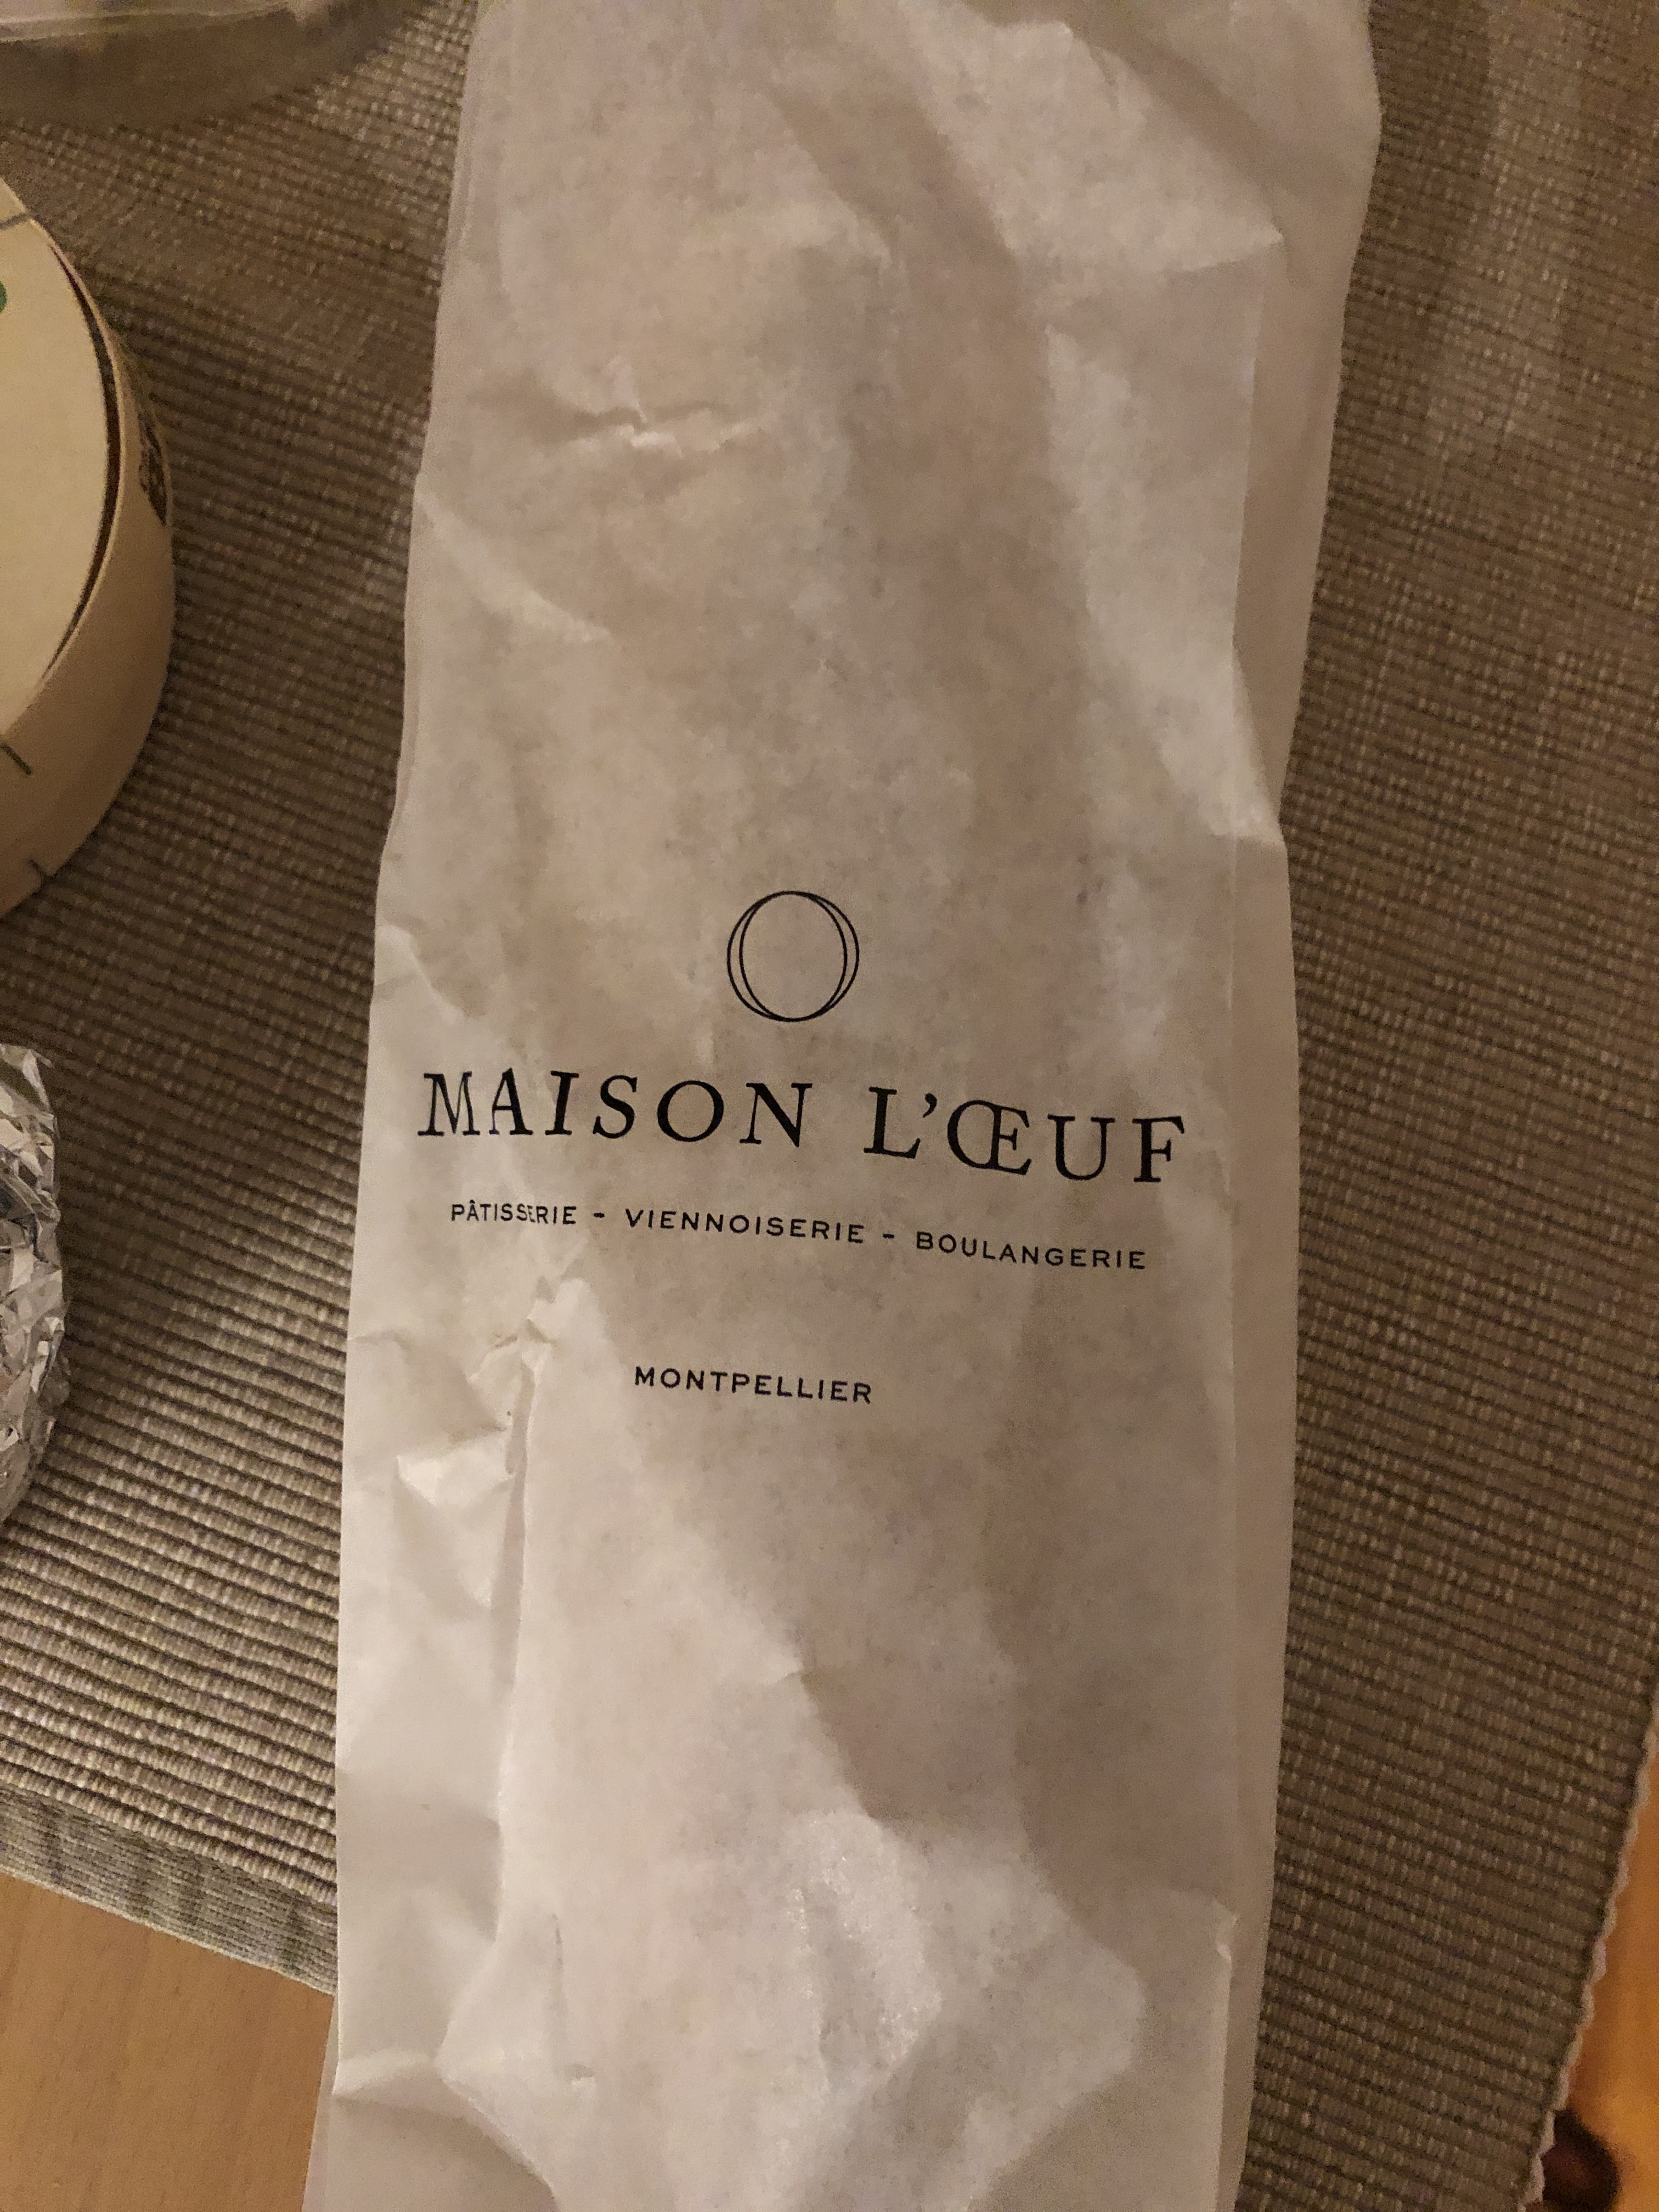 MAISON L'ŒUF
PÂTISSERIE - VIENNOISERIE - BOULANGERIE
MONTPELLIER